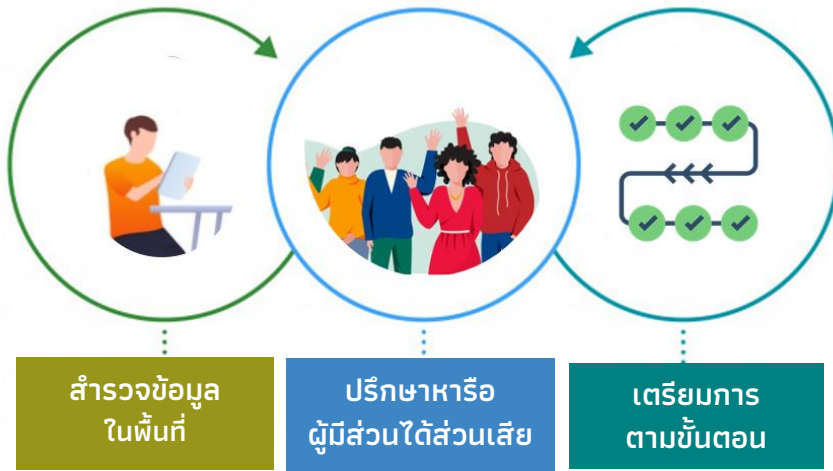 สำรวจข้อมูล
ในพื้นที่
ปรึกษาหารือ
ผู้มีส่วนได้ส่วนเสีย
เตรียมการ
ตามขั้นตอน